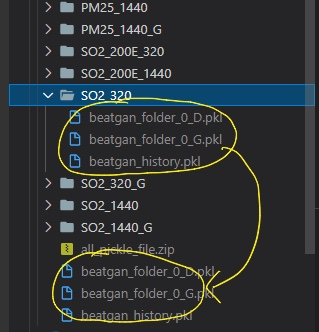 PM25_1440
PM25_1440_G
SO2_200E_320
SO2_200E_1440
SO2_320
beatgan_folder_0_D.pkl
beatgan_folder_0_G.pkl
beatgan_history.pkl
SO2_320_G
SO2_1440
SO2_1440_G
all_pickle_file.zip
beatgan_folder_0_D.pkl
beatgan_folder_0_G.pkl
beatgan_history.pkl